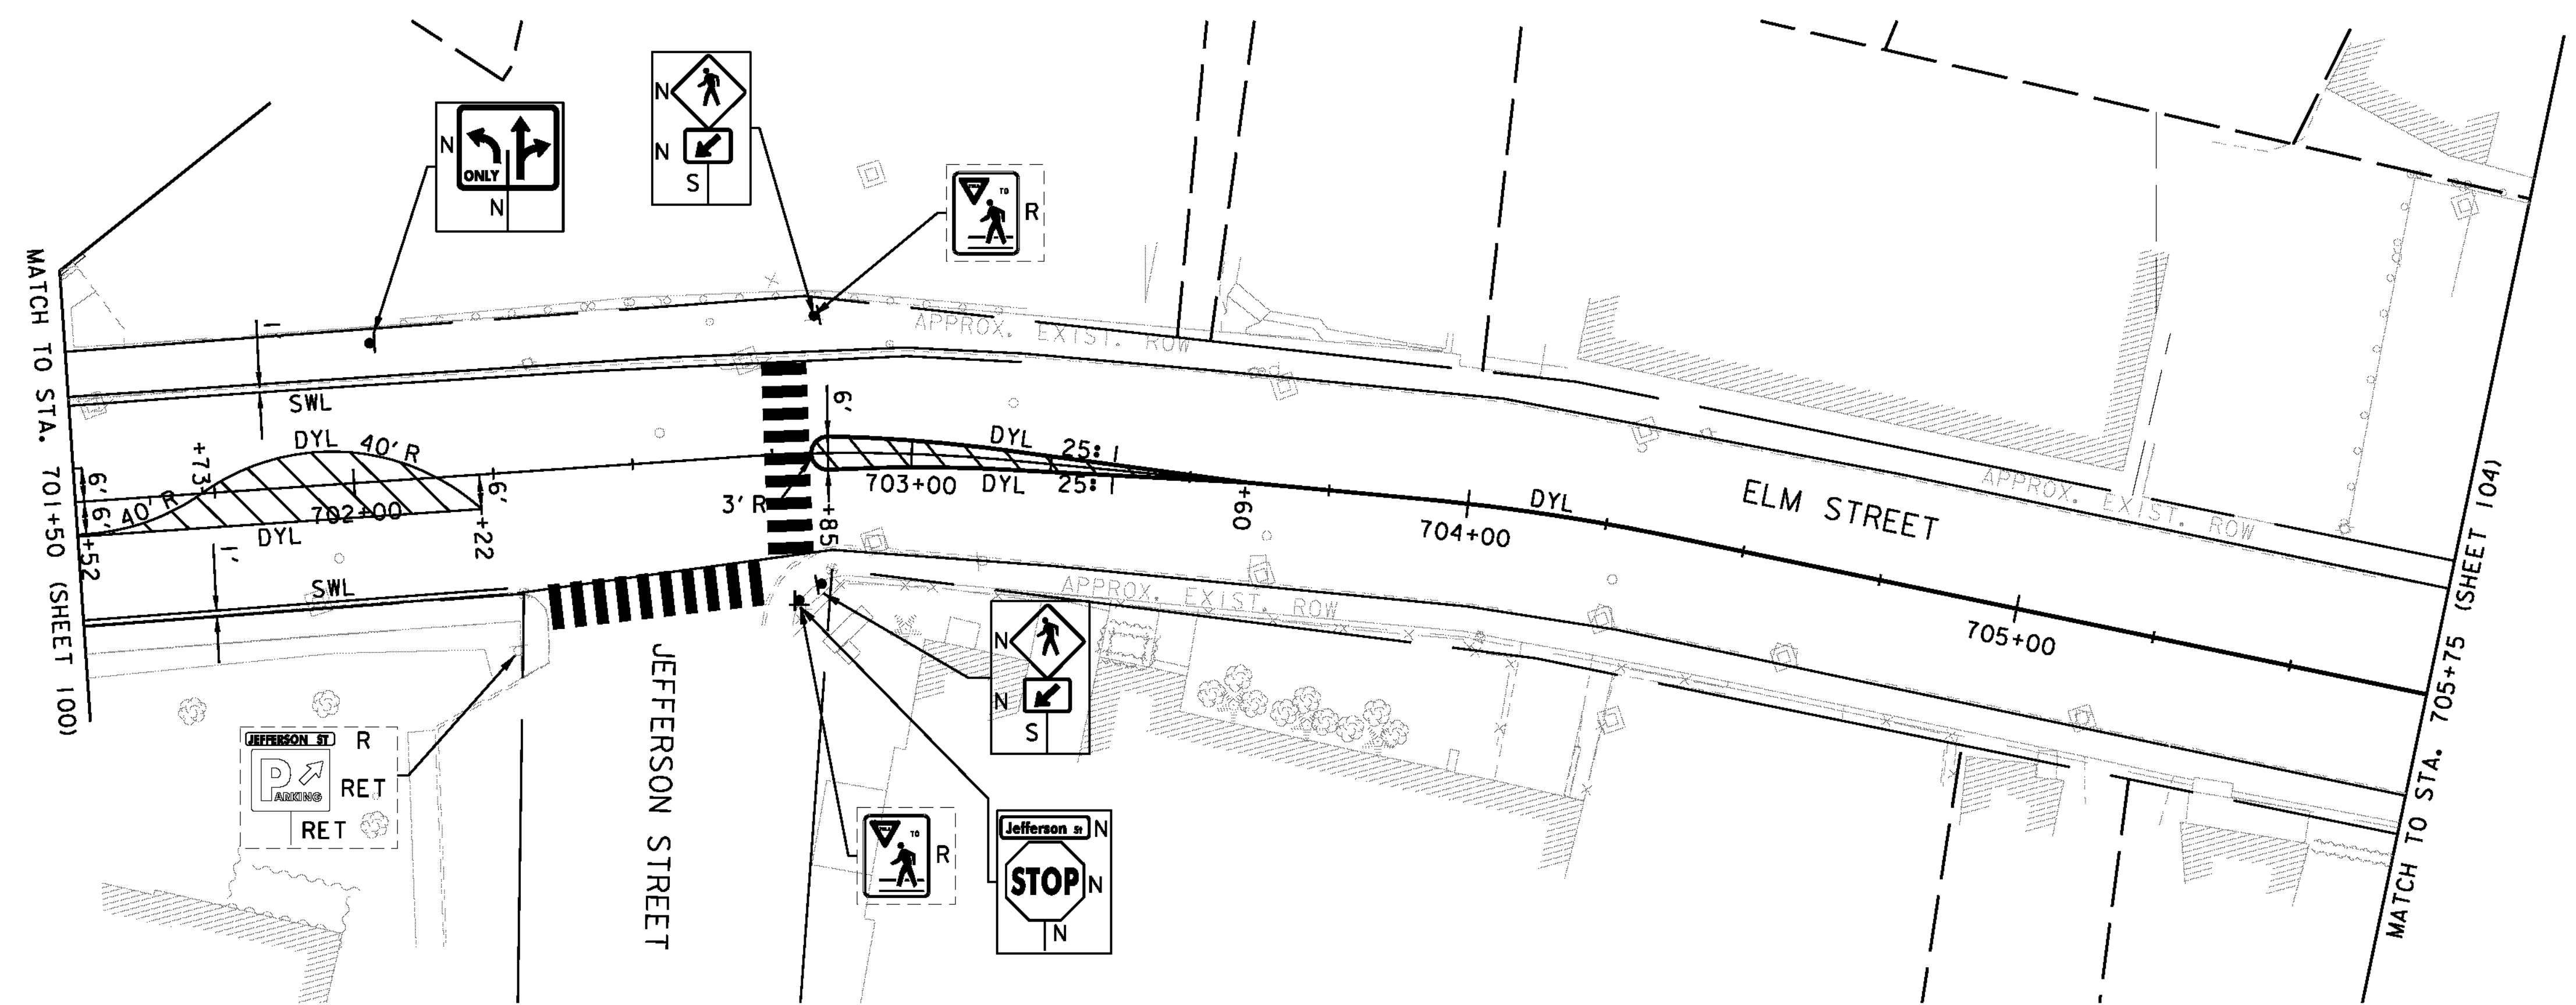 MATCH TO STA. 701+50 (SHEET 100)
N
ONLY
N
N
N
S
TO
R
APPROX. EXIST. ROW
1'
SWL
DYL
40' R
+73
6'
6'
40' R
702+00
DYL
+52
6'
+22
1'
SWL
6'
DYL
25:1
703+00
DYL
25:1
3' R
+85
+60
704+00
DYL
ELM STREET
APPROX. EXIST. ROW
APPROX. EXIST. ROW
705+00
MATCH TO STA. 705+75 (SHEET 104)
JEFFERSON STREET
N
N
S
JEFFERSON ST
R
PARKING
RET
RET
TO
R
Jefferson St
N
STOP
N
N